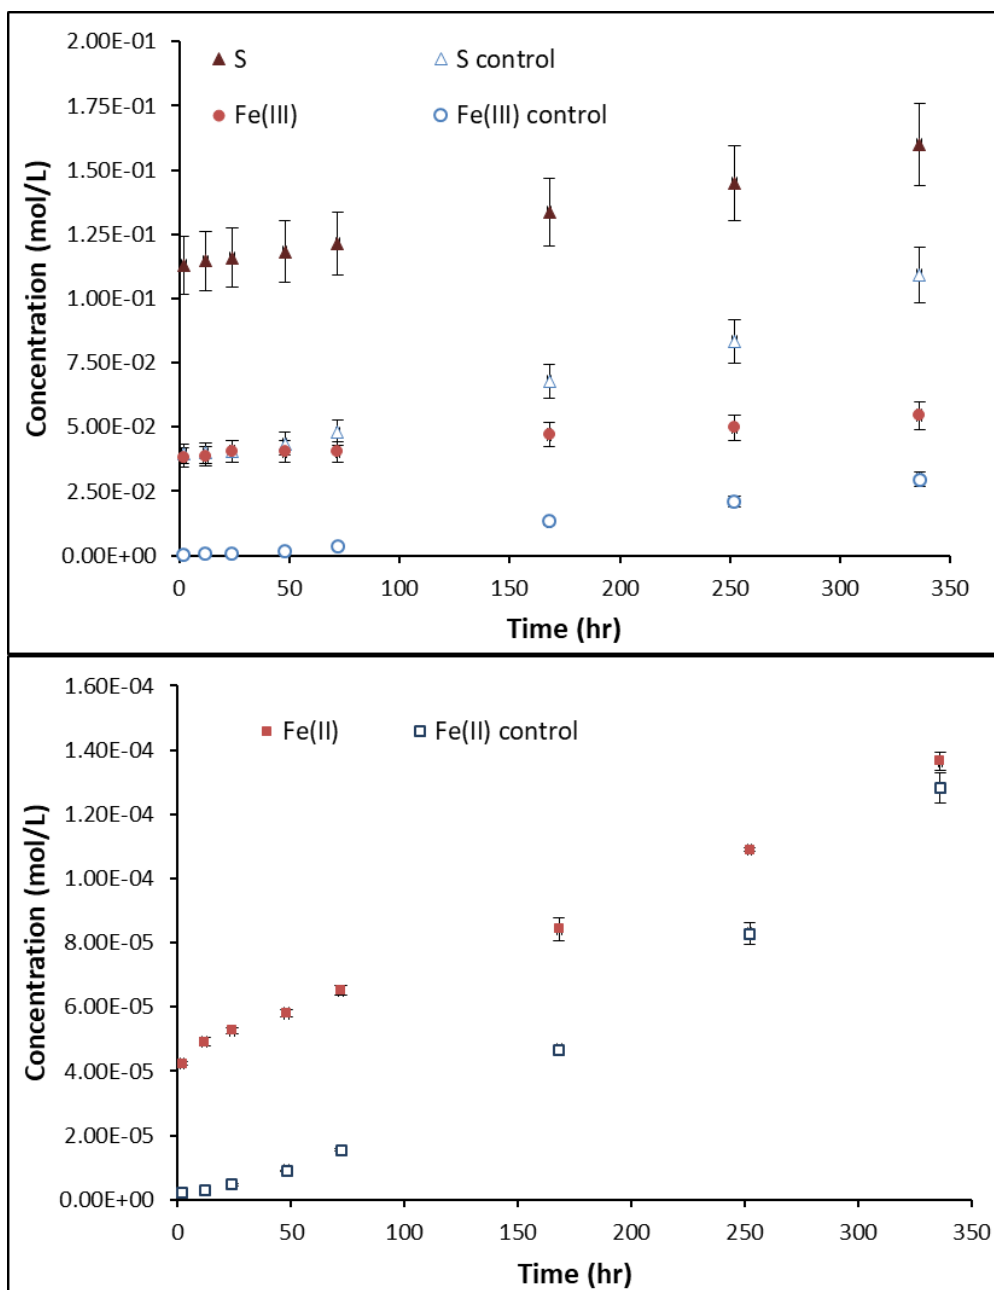 Concentration (mol/L)
2.00E-01
1.75E-01
1.50E-01
1.25E-01
1.00E-01
7.50E-02
5.00E-02
2.50E-02
0.00E+00
S
S control
Fe(III)
Fe(III) control
0 50 100 150 200 250 300 350
Time (hr)
Concentration (mol/L)
1.60E-04
1.40E-04
1.20E-04
1.00E-04
8.00E-05
6.00E-05
4.00E-05
2.00E-05
0.00E+00
Fe(II)
Fe(II) control
0 50 100 150 200 250 300 350
Time (hr)